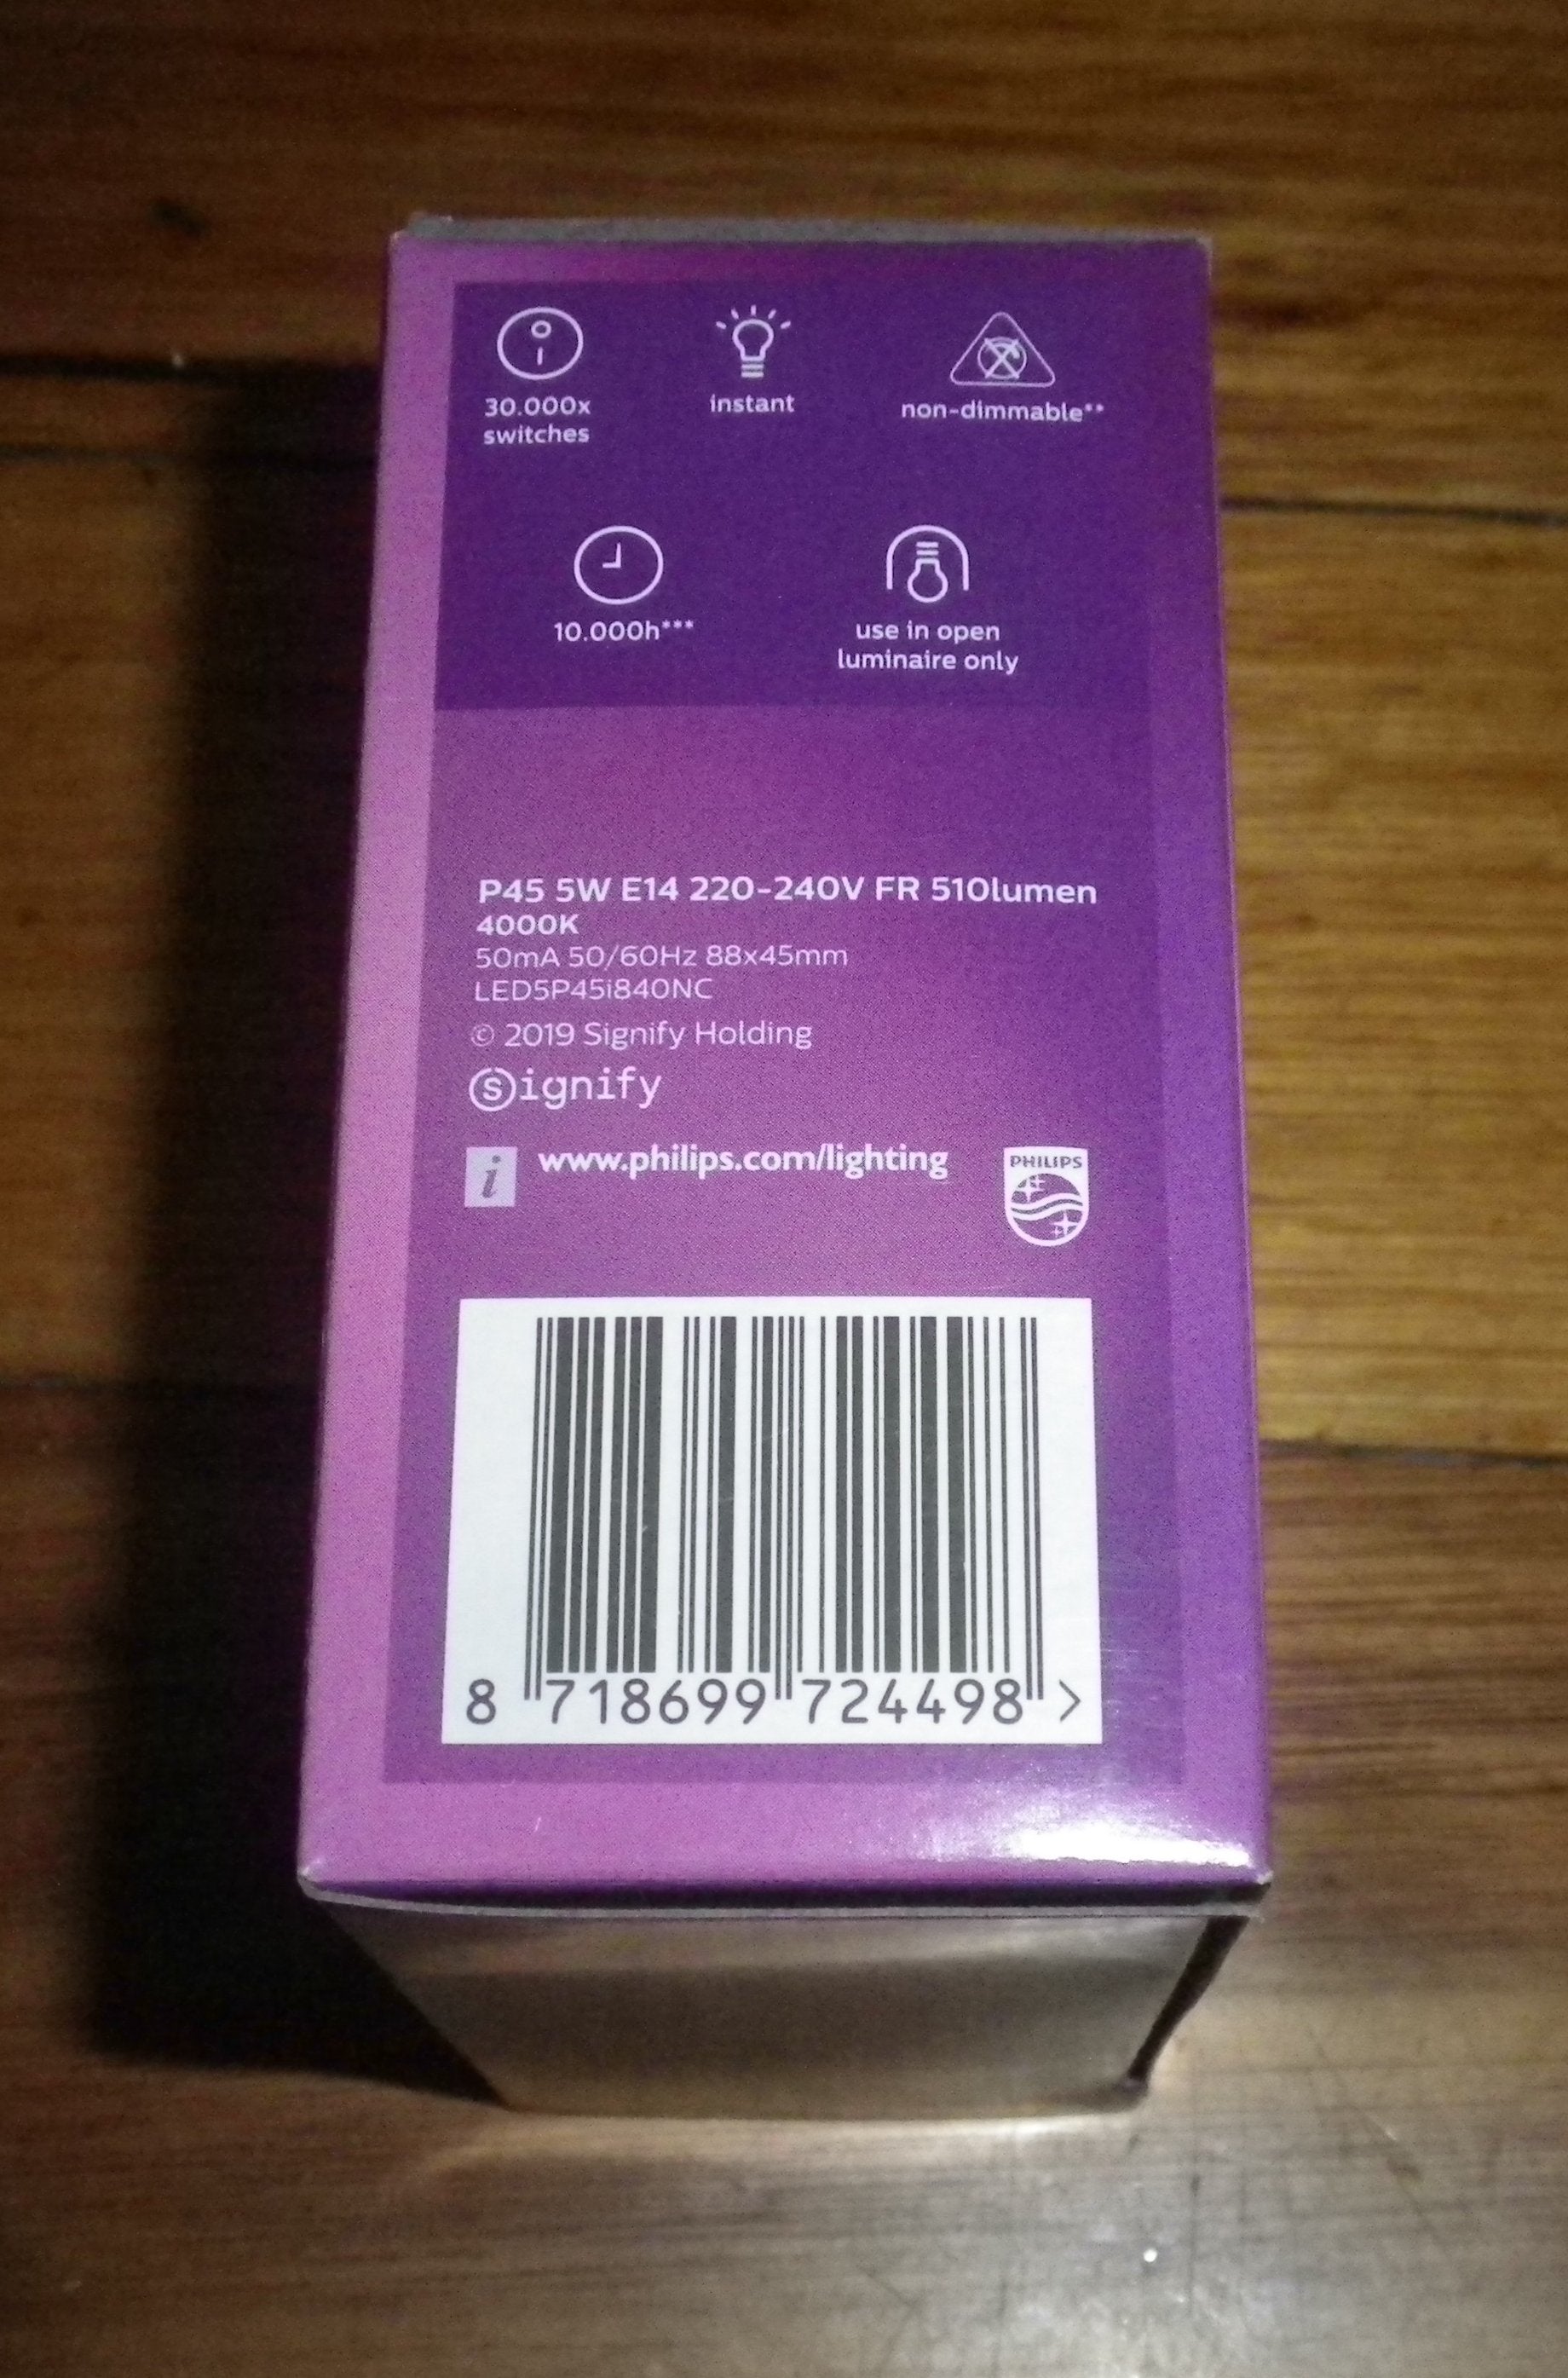 30.000x
switches
instant
non-dimmable**
10.000h***
use in open
luminaire only
P45 5W E14 220-240V FR 510lumen
4000K
50mA 50/60Hz 88x45mm
LED5P45i840NC
© 2019 Signify Holding
Signify
i www.philips.com/lighting
PHILIPS
8 718699 724498 >